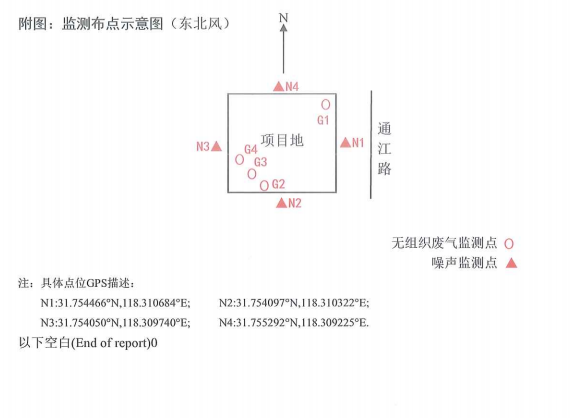 附图：监测布点示意图（东北风）
N
▲N4
G1
项目地
N3▲
▲N1
G4
G3
G2
▲N2
通江路
无组织废气监测点 ○
噪声监测点 ▲
注：具体点位GPS描述：
N1:31.754466°N,118.310684°E; N2:31.754097°N,118.310322°E;
N3:31.754050°N,118.309740°E; N4:31.755292°N,118.309225°E.
以下空白(End of report)0